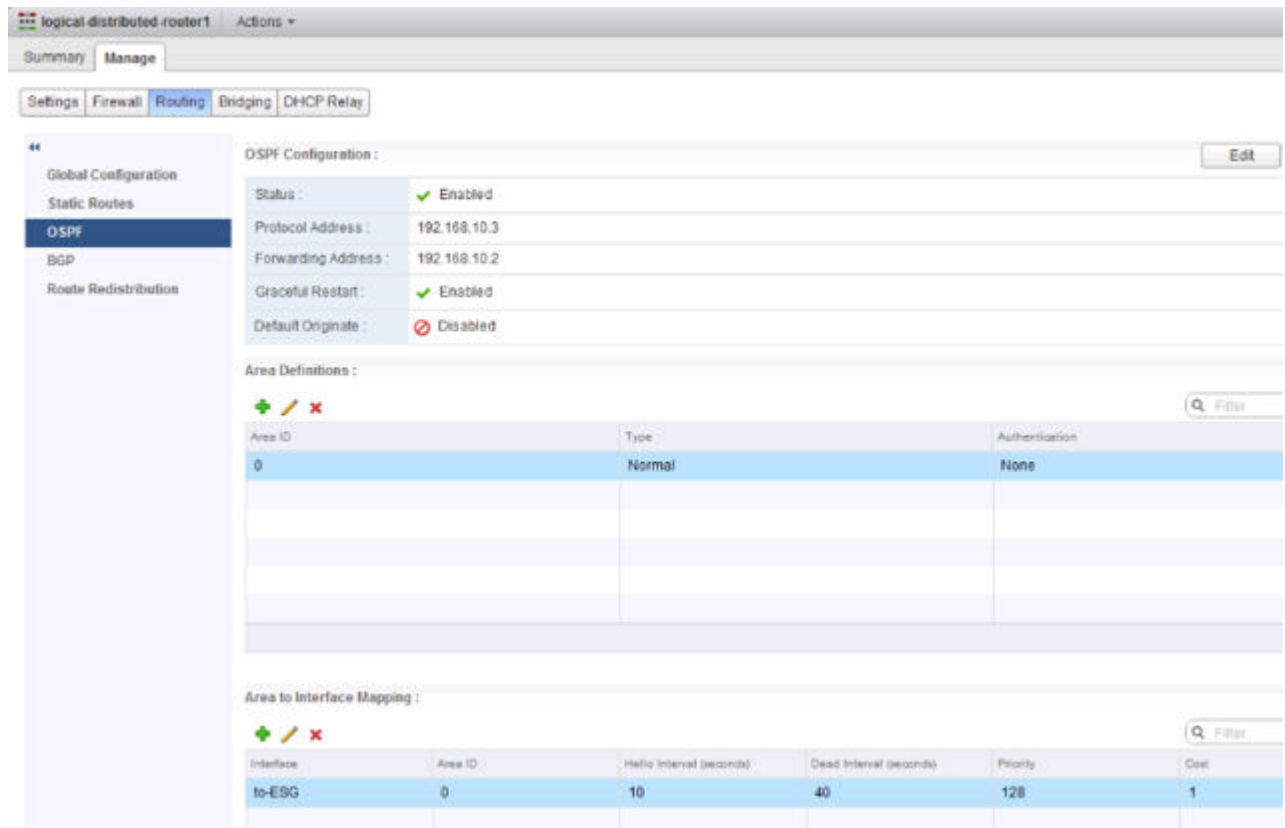 logical-distributed-router1 Actions
Summary Manage
Settings Firewall Routing Bridging DHCP Relay
Global Configuration
Static Routes
OSPF
BGP
Route Redistribution
OSPF Configuration :
Edit
Status : Enabled
Protocol Address : 192.168.10.3
Forwarding Address : 192.168.10.2
Graceful Restart : Enabled
Default Originate : Disabled
Area Definitions :
Filter
Area ID Type Authentication
0 Normal None
Area to Interface Mapping :
Filter
Interface Area ID Hello Interval (seconds) Dead Interval (seconds) Priority Cost
to-ESG 0 10 40 128 1